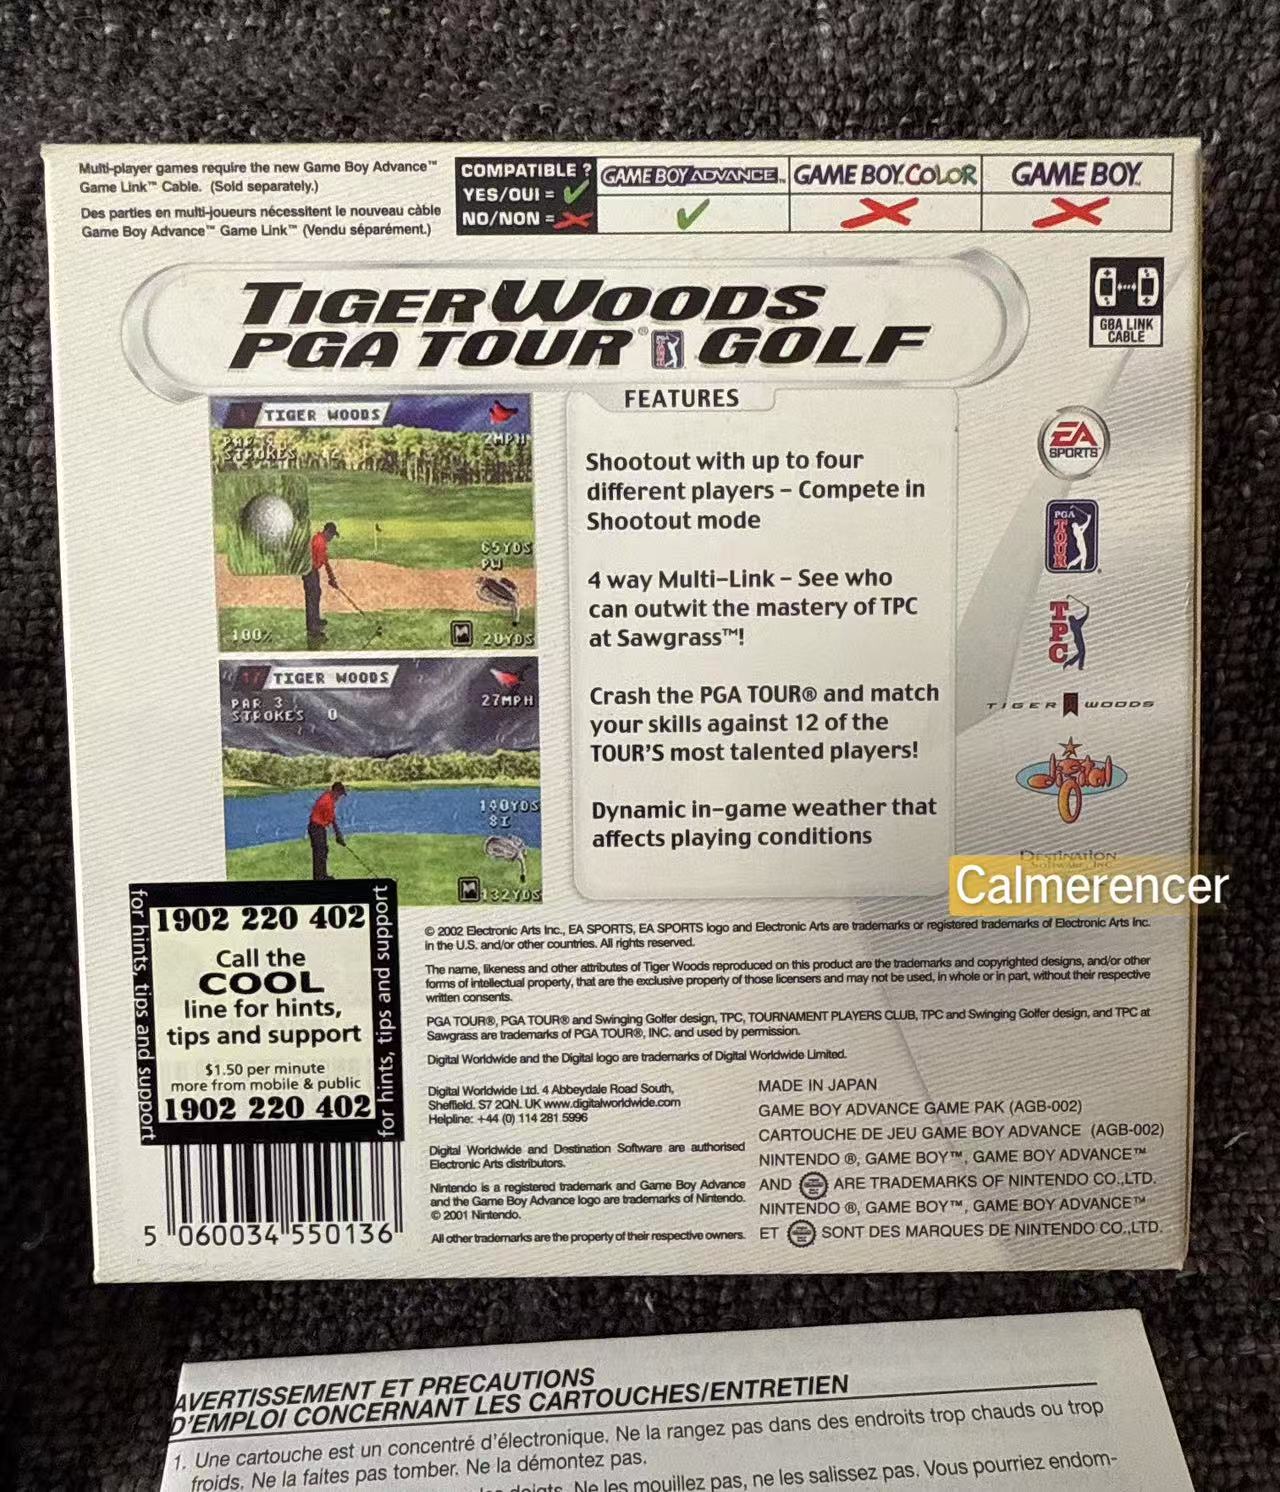 Multi-player games require the new Game Boy Advance™
Game Link™ Cable. (Sold separately.)
Des parties en multi-joueurs nécessitent le nouveau câble
Game Boy Advance™ Game Link™ (Vendu séparément.)
COMPATIBLE ?
YES/OUI =
NO/NON =
GAME BOY ADVANCE™
GAME BOY COLOR
GAME BOY™
TIGER WOODS
PGA TOUR® GOLF
GBA LINK
CABLE
FEATURES
Shootout with up to four
different players – Compete in
Shootout mode
4 way Multi-Link – See who
can outwit the mastery of TPC
at Sawgrass™!
Crash the PGA TOUR® and match
your skills against 12 of the
TOUR'S most talented players!
Dynamic in-game weather that
affects playing conditions
TIGER WOODS
STROKES
2MPH
65YDS
PW
100%
20YDS
17 TIGER WOODS
PAR 3
STROKES 0
27MPH
140YDS
8I
132YDS
EA
SPORTS™
PGA
TOUR
TPC
TIGER WOODS
digital
DESTINATION
SOFTWARE, INC.
Calmerencer
for hints, tips and support
1902 220 402
Call the
COOL
line for hints,
tips and support
$1.50 per minute
more from mobile & public
1902 220 402
for hints, tips and support
5 060034 550136
© 2002 Electronic Arts Inc., EA SPORTS, EA SPORTS logo and Electronic Arts are trademarks or registered trademarks of Electronic Arts Inc.
in the U.S. and/or other countries. All rights reserved.
The name, likeness and other attributes of Tiger Woods reproduced on this product are the trademarks and copyrighted designs, and/or other
forms of intellectual property, that are the exclusive property of those licensers and may not be used, in whole or in part, without their respective
written consents.
PGA TOUR®, PGA TOUR® and Swinging Golfer design, TPC, TOURNAMENT PLAYERS CLUB, TPC and Swinging Golfer design, and TPC at
Sawgrass are trademarks of PGA TOUR®, INC. and used by permission.
Digital Worldwide and the Digital logo are trademarks of Digital Worldwide Limited.
Digital Worldwide Ltd. 4 Abbeydale Road South,
Sheffield. S7 2QN. UK www.digitalworldwide.com
Helpline: +44 (0) 114 281 5996
Digital Worldwide and Destination Software are authorised
Electronic Arts distributors.
Nintendo is a registered trademark and Game Boy Advance
and the Game Boy Advance logo are trademarks of Nintendo.
© 2001 Nintendo.
All other trademarks are the property of their respective owners.
MADE IN JAPAN
GAME BOY ADVANCE GAME PAK (AGB-002)
CARTOUCHE DE JEU GAME BOY ADVANCE (AGB-002)
NINTENDO ®, GAME BOY™, GAME BOY ADVANCE™
AND ARE TRADEMARKS OF NINTENDO CO.,LTD.
NINTENDO ®, GAME BOY™, GAME BOY ADVANCE™
ET SONT DES MARQUES DE NINTENDO CO.,LTD.
AVERTISSEMENT ET PRECAUTIONS
D'EMPLOI CONCERNANT LES CARTOUCHES/ENTRETIEN
1. Une cartouche est un concentré d'électronique. Ne la rangez pas dans des endroits trop chauds ou trop
froids. Ne la faites pas tomber. Ne la démontez pas.
doigts. Ne les mouillez pas, ne les salissez pas. Vous pourriez endom-